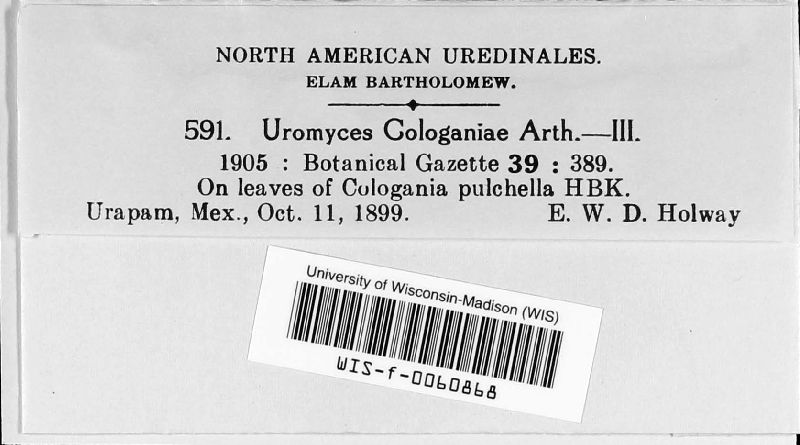 NORTH AMERICAN UREDINALES.
ELAM BARTHOLOMEW.
591. Uromyces Cologaniae Arth.—III.
1905 : Botanical Gazette 39 : 389.
On leaves of Cologania pulchella HBK.
Urapam, Mex., Oct. 11, 1899. E. W. D. Holway
University of Wisconsin-Madison (WIS)
WIS-f-0060868